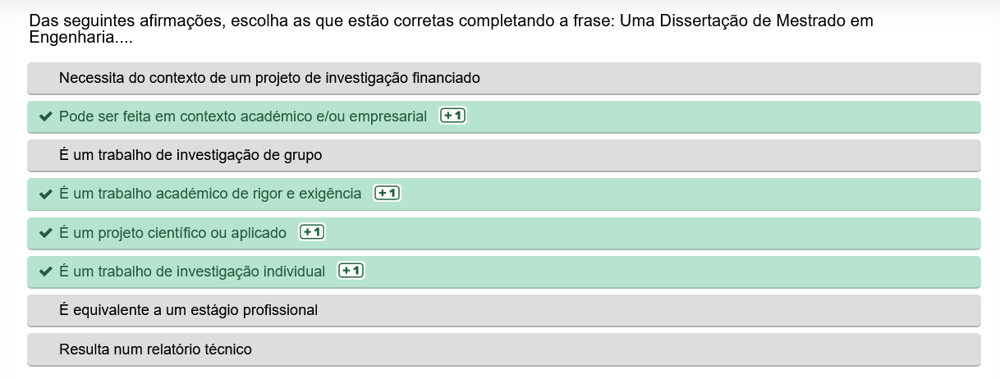 Das seguintes afirmações, escolha as que estão corretas completando a frase: Uma Dissertação de Mestrado em
Engenharia....
Necessita do contexto de um projeto de investigação financiado
Pode ser feita em contexto académico e/ou empresarial +1
É um trabalho de investigação de grupo
É um trabalho académico de rigor e exigência +1
É um projeto científico ou aplicado +1
É um trabalho de investigação individual +1
É equivalente a um estágio profissional
Resulta num relatório técnico